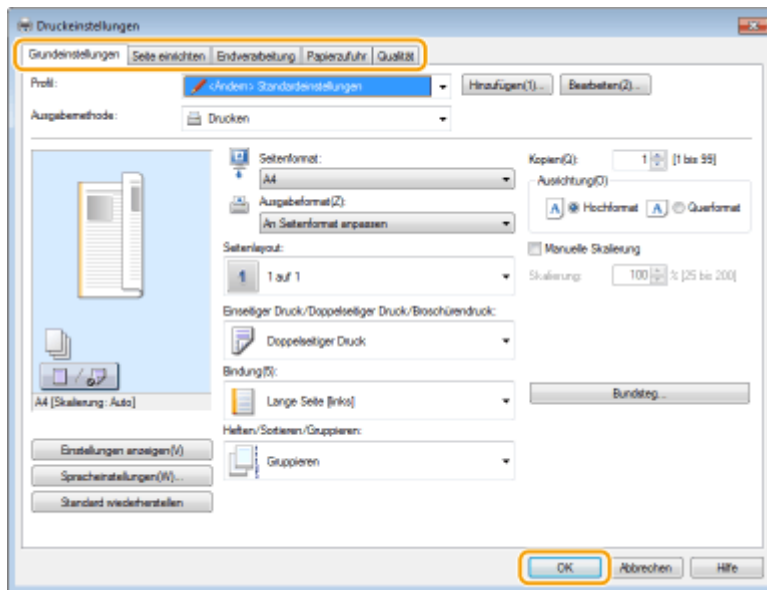 Druckeinstellungen
Grundeinstellungen Seite einrichten Endverarbeitung Papierzufuhr Qualität
Profil: <Ändern> Standardeinstellungen Hinzufügen(1)... Bearbeiten(2)...
Ausgabemethode: Drucken
Seitenformat:
A4
Ausgabeformat(Z):
An Seitenformat anpassen
Kopien(Q): 1 [1 bis 99]
Ausrichtung(O)
A Hochformat A Querformat
Seitenlayout:
1 1 auf 1
Manuelle Skalierung
Skalierung: 100 % [25 bis 200]
Einseitiger Druck/Doppelseitiger Druck/Broschürendruck:
Doppelseitiger Druck
Bindung(5):
Lange Seite [links]
Bundsteg...
A4 [Skalierung: Auto]
Heften/Sortieren/Gruppieren:
Gruppieren
Einstellungen anzeigen(V)
Spracheinstellungen(W)...
Standard wiederherstellen
OK Abbrechen Hilfe